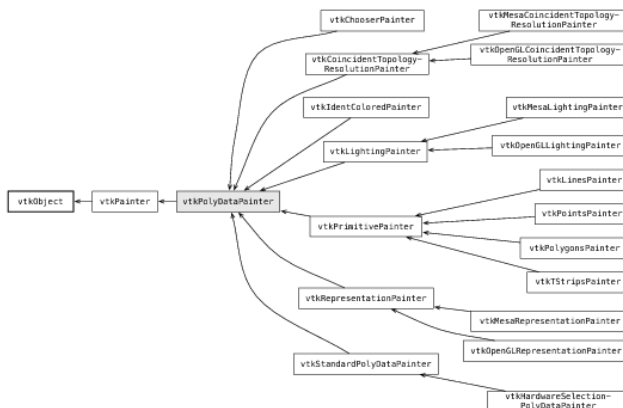 vtkChooserPainter
vtkMesaCoincidentTopology-
ResolutionPainter
vtkCoincidentTopology-
ResolutionPainter
vtkOpenGLCoincidentTopology-
ResolutionPainter
vtkIdentColoredPainter
vtkMesaLightingPainter
vtkLightingPainter
vtkOpenGLLightingPainter
vtkLinesPainter
vtkObject
vtkPainter
vtkPolyDataPainter
vtkPointsPainter
vtkPrimitivePainter
vtkPolygonsPainter
vtkTStripsPainter
vtkRepresentationPainter
vtkMesaRepresentationPainter
vtkOpenGLRepresentationPainter
vtkStandardPolyDataPainter
vtkHardwareSelection-
PolyDataPainter